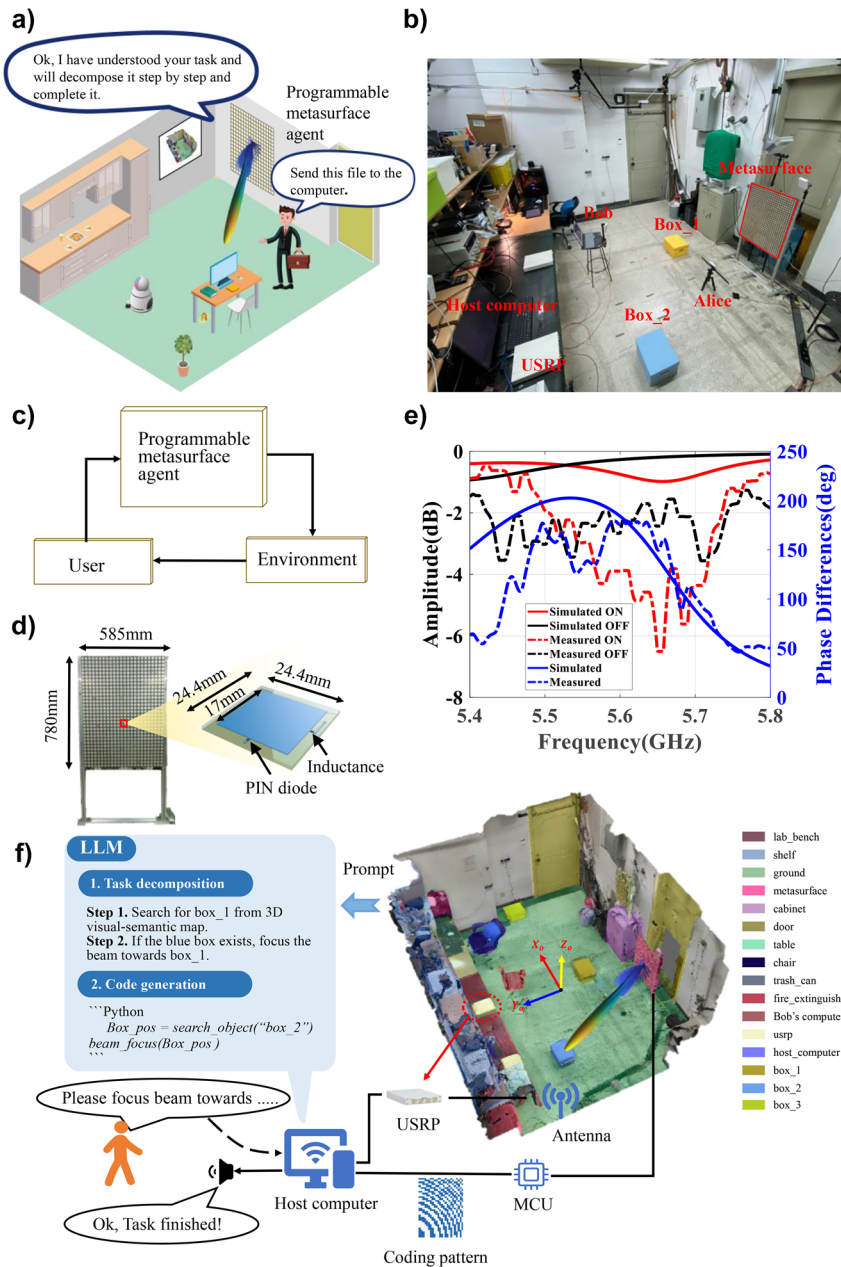 a)
Ok, I have understood your task and
will decompose it step by step and
complete it.
Programmable
metasurface
agent
Send this file to the
computer.
b)
Metasurface
Bob
Box_1
Host computer
Alice
Box_2
USRP
c)
Programmable
metasurface
agent
User
Environment
d)
585mm
780mm
24.4mm
24.4mm
17mm
Inductance
PIN diode
e)
0
-2
-4
-6
-8
Amplitude(dB)
250
200
150
100
50
0
Phase Differences(deg)
Simulated ON
Simulated OFF
Measured ON
Measured OFF
Simulated
Measured
5.4
5.5
5.6
5.7
5.8
Frequency(GHz)
f)
LLM
1. Task decomposition
Step 1. Search for box_1 from 3D
visual-semantic map.
Step 2. If the blue box exists, focus the
beam towards box_1.
2. Code generation
```Python
Box_pos = search_object(“box_2”)
beam_focus(Box_pos )
```
Prompt
Xo
Zo
Yo
lab_bench
shelf
ground
metasurface
cabinet
door
table
chair
trash_can
fire_extinguish
Bob's compute
usrp
host_computer
box_1
box_2
box_3
Please focus beam towards .....
Ok, Task finished!
Host computer
USRP
Antenna
MCU
Coding pattern